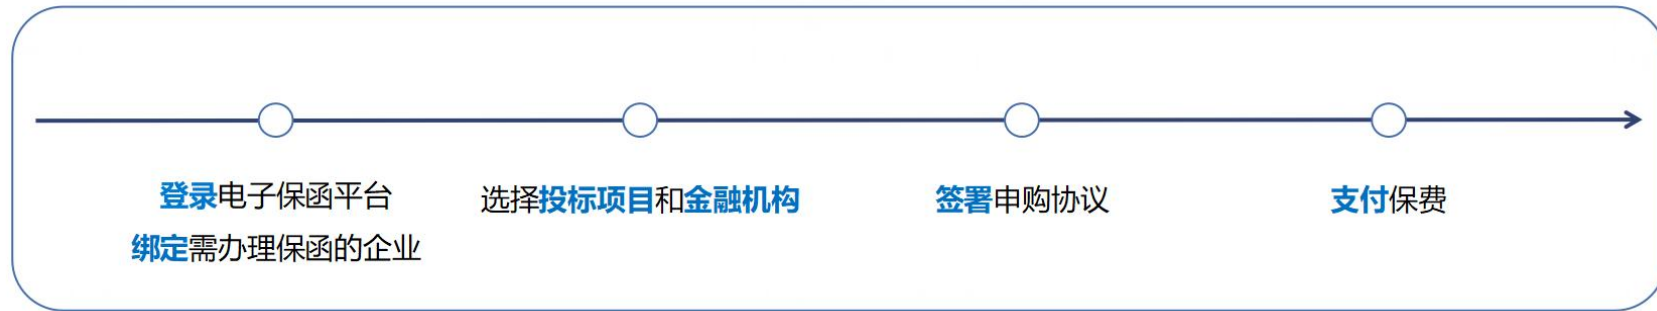 登录电子保函平台
绑定需办理保函的企业
选择投标项目和金融机构
签署申购协议
支付保费